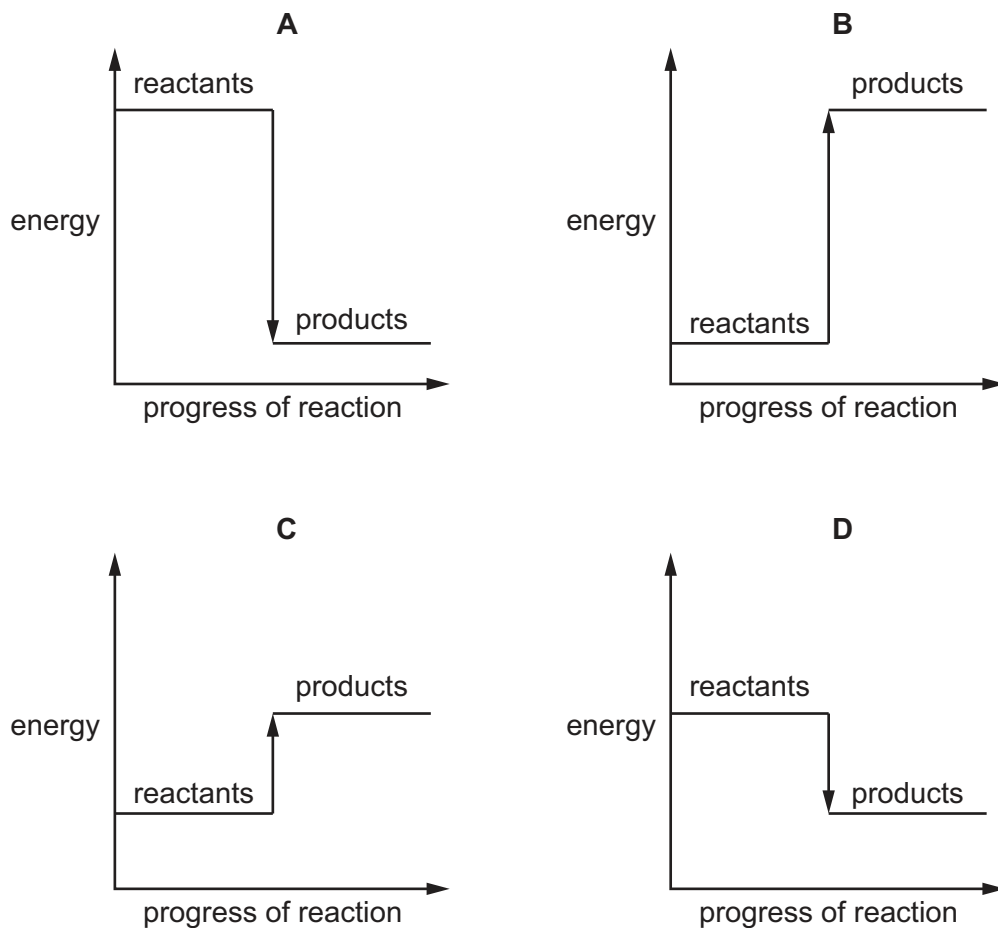 A
B
reactants
products
energy
energy
products
reactants
progress of reaction
progress of reaction
C
D
products
reactants
energy
energy
reactants
products
progress of reaction
progress of reaction